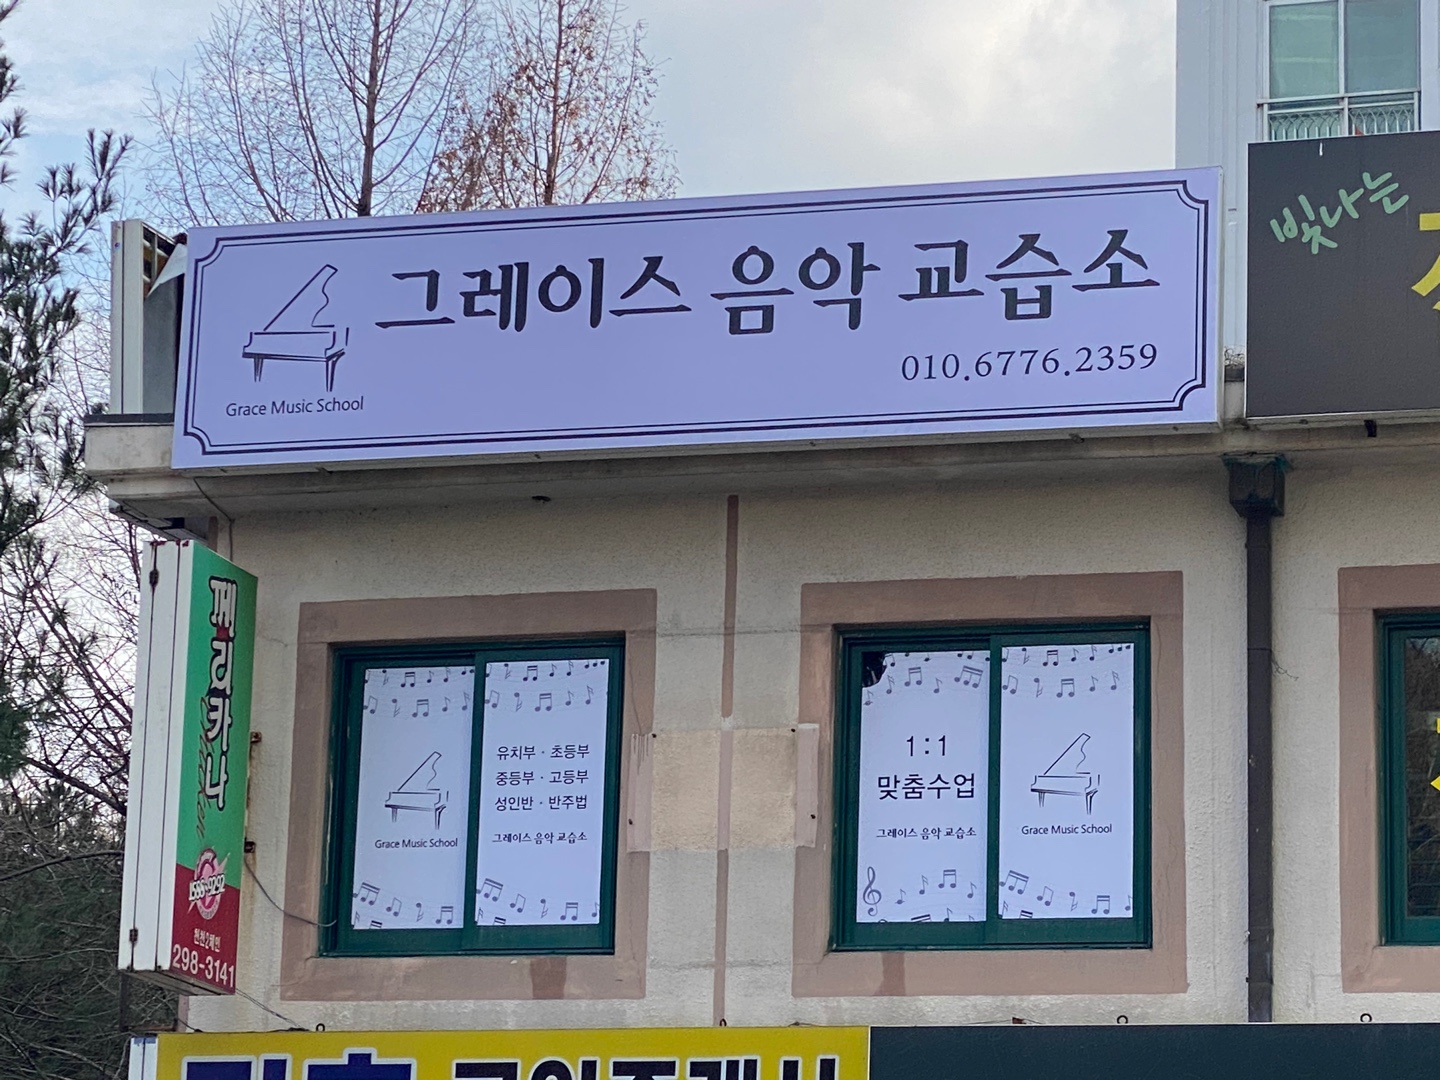 그레이스 음악 교습소
010.6776.2359
Grace Music School
빛나는
페리카나
Chicken
1588-9292
298-3141
Grace Music School
유치부 · 초등부
중등부 · 고등부
성인반 · 반주법
그레이스 음악 교습소
1:1
맞춤수업
그레이스 음악 교습소
Grace Music School